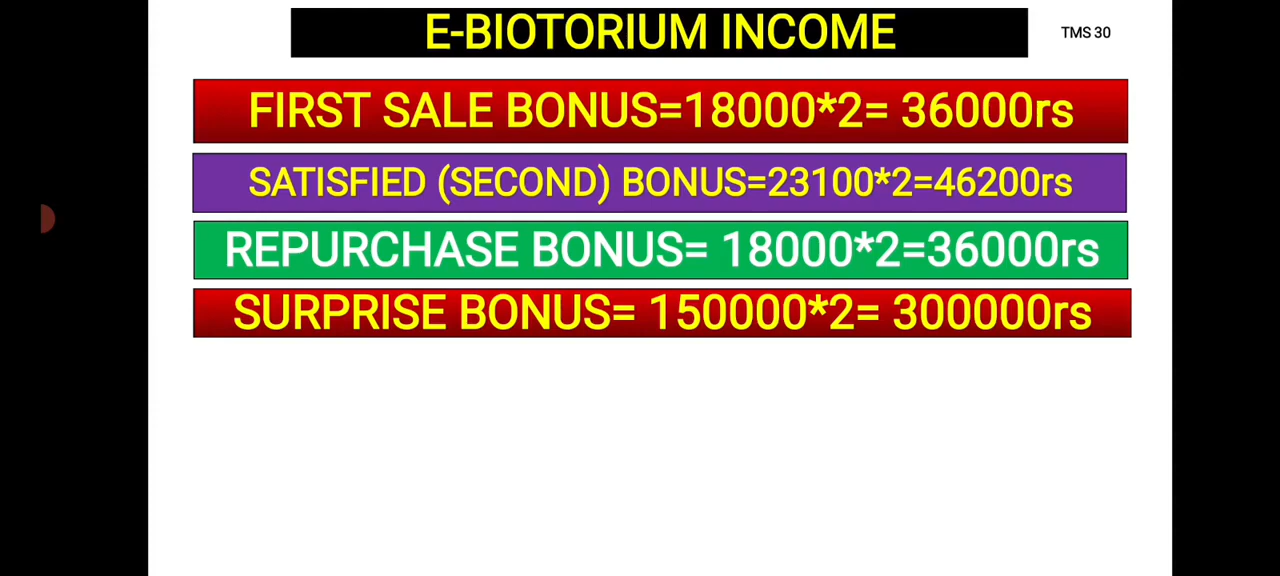 E-BIOTORIUM INCOME
TMS 30
FIRST SALE BONUS=18000*2= 36000rs
SATISFIED (SECOND) BONUS=23100*2=46200rs
REPURCHASE BONUS= 18000*2=36000rs
SURPRISE BONUS= 150000*2= 300000rs